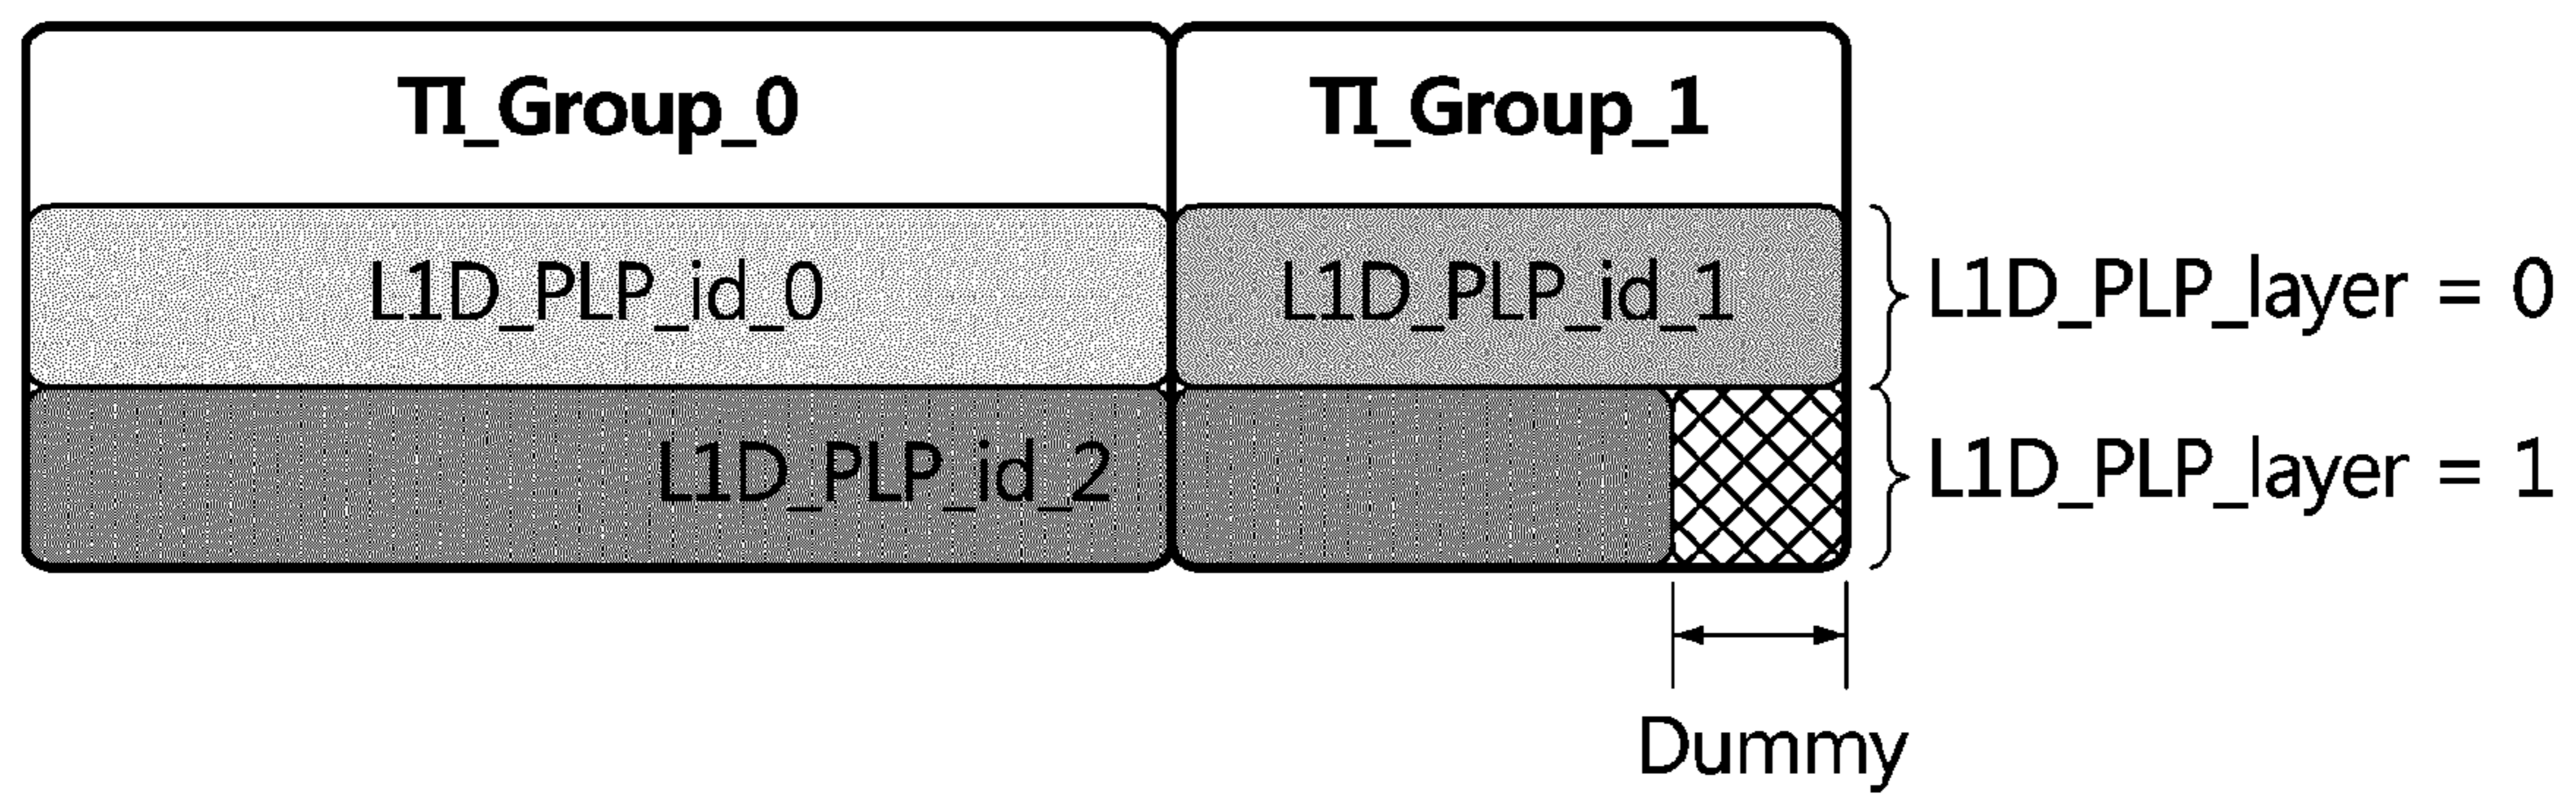 TI_Group_0 TI_Group_1
L1D_PLP_id_0 L1D_PLP_id_1 L1D_PLP_layer = 0
L1D_PLP_id_2 L1D_PLP_layer = 1
Dummy